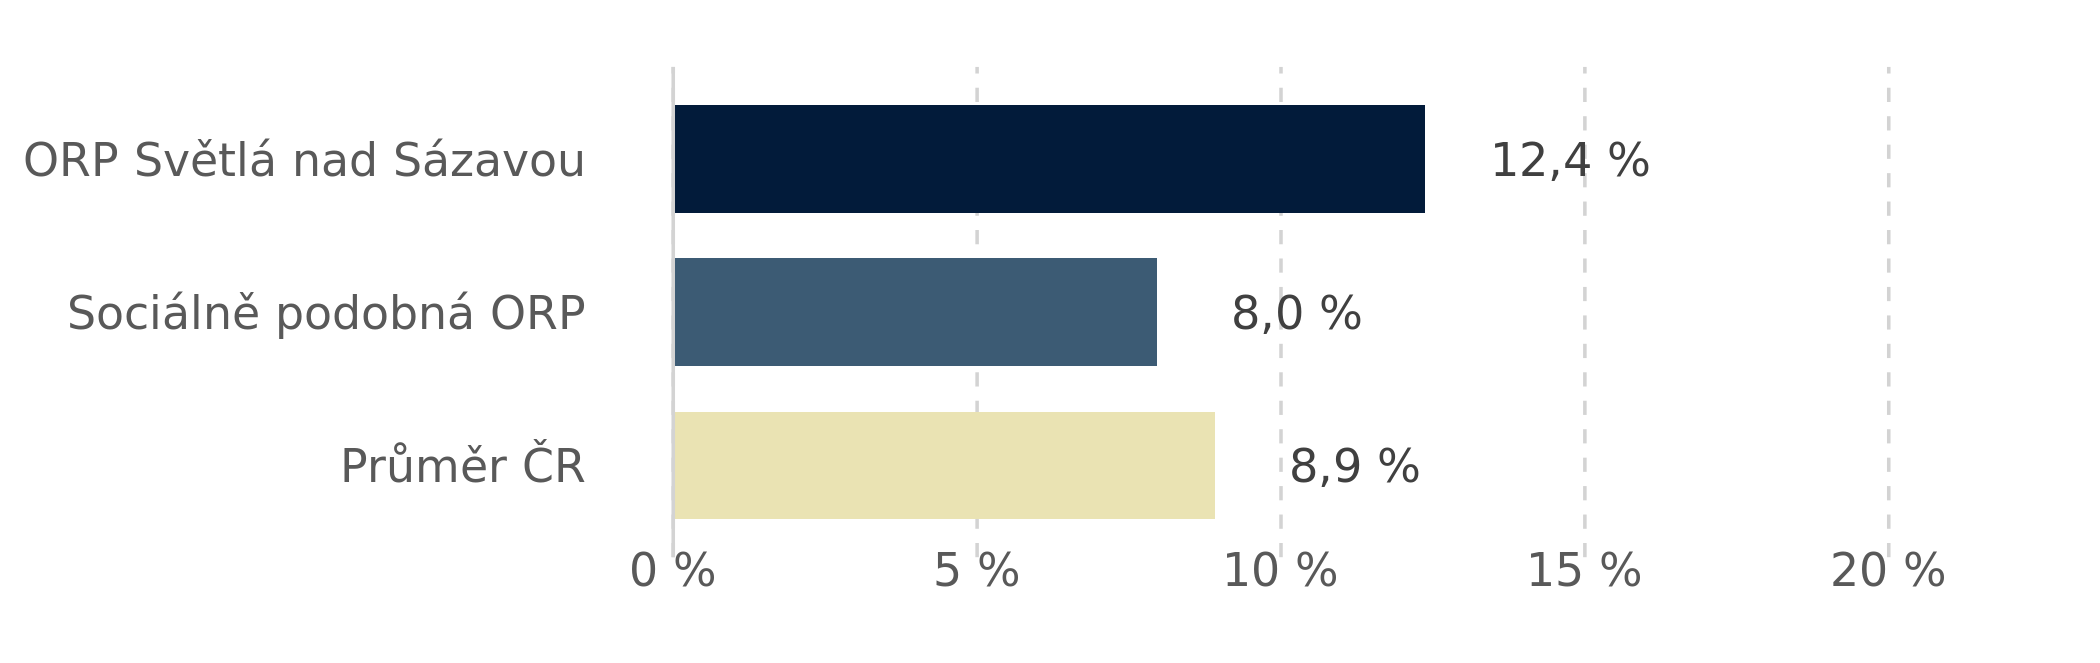 ORP Světlá nad Sázavou 12,4 %
Sociálně podobná ORP 8,0 %
Průměr ČR 8,9 %
0 % 5 % 10 % 15 % 20 %